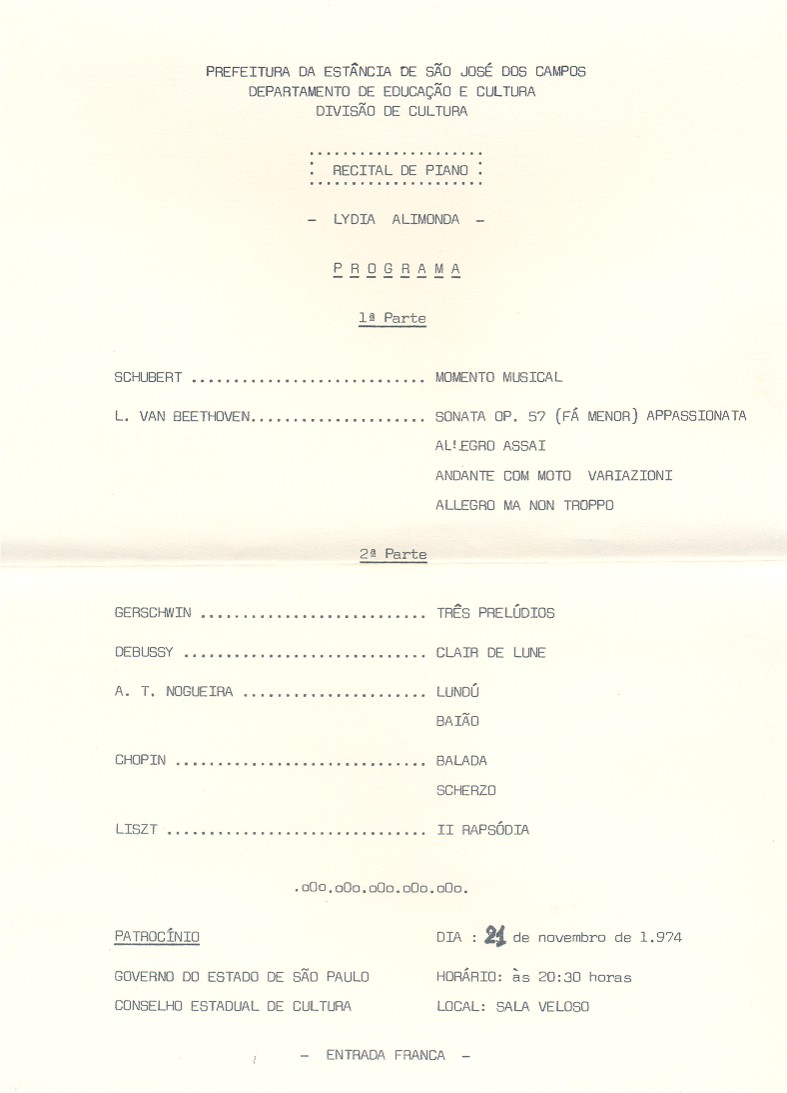 PREFEITURA DA ESTÂNCIA DE SÃO JOSÉ DOS CAMPOS
DEPARTAMENTO DE EDUCAÇÃO E CULTURA
DIVISÃO DE CULTURA
RECITAL DE PIANO
- LYDIA ALIMONDA -
P R O G R A M A
1ª Parte
SCHUBERT ............................ MOMENTO MUSICAL
L. VAN BEETHOVEN..................... SONATA OP. 57 (FÁ MENOR) APPASSIONATA
ALLEGRO ASSAI
ANDANTE COM MOTO VARIAZIONI
ALLEGRO MA NON TROPPO
2ª Parte
GERSCHWIN ........................... TRÊS PRELÚDIOS
DEBUSSY ............................. CLAIR DE LUNE
A. T. NOGUEIRA ...................... LUNDÚ
BAIÃO
CHOPIN .............................. BALADA
SCHERZO
LISZT ............................... II RAPSÓDIA
.oOo.oOo.oOo.oOo.oOo.
PATROCÍNIO DIA : 21 de novembro de 1.974
GOVERNO DO ESTADO DE SÃO PAULO HORÁRIO: às 20:30 horas
CONSELHO ESTADUAL DE CULTURA LOCAL: SALA VELOSO
- ENTRADA FRANCA -